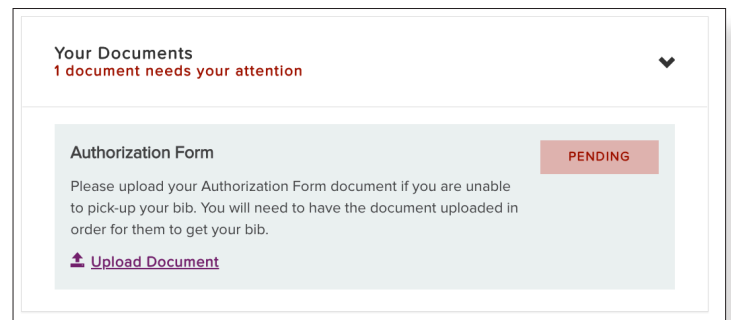 Your Documents
1 document needs your attention
Authorization Form
PENDING
Please upload your Authorization Form document if you are unable
to pick-up your bib. You will need to have the document uploaded in
order for them to get your bib.
Upload Document